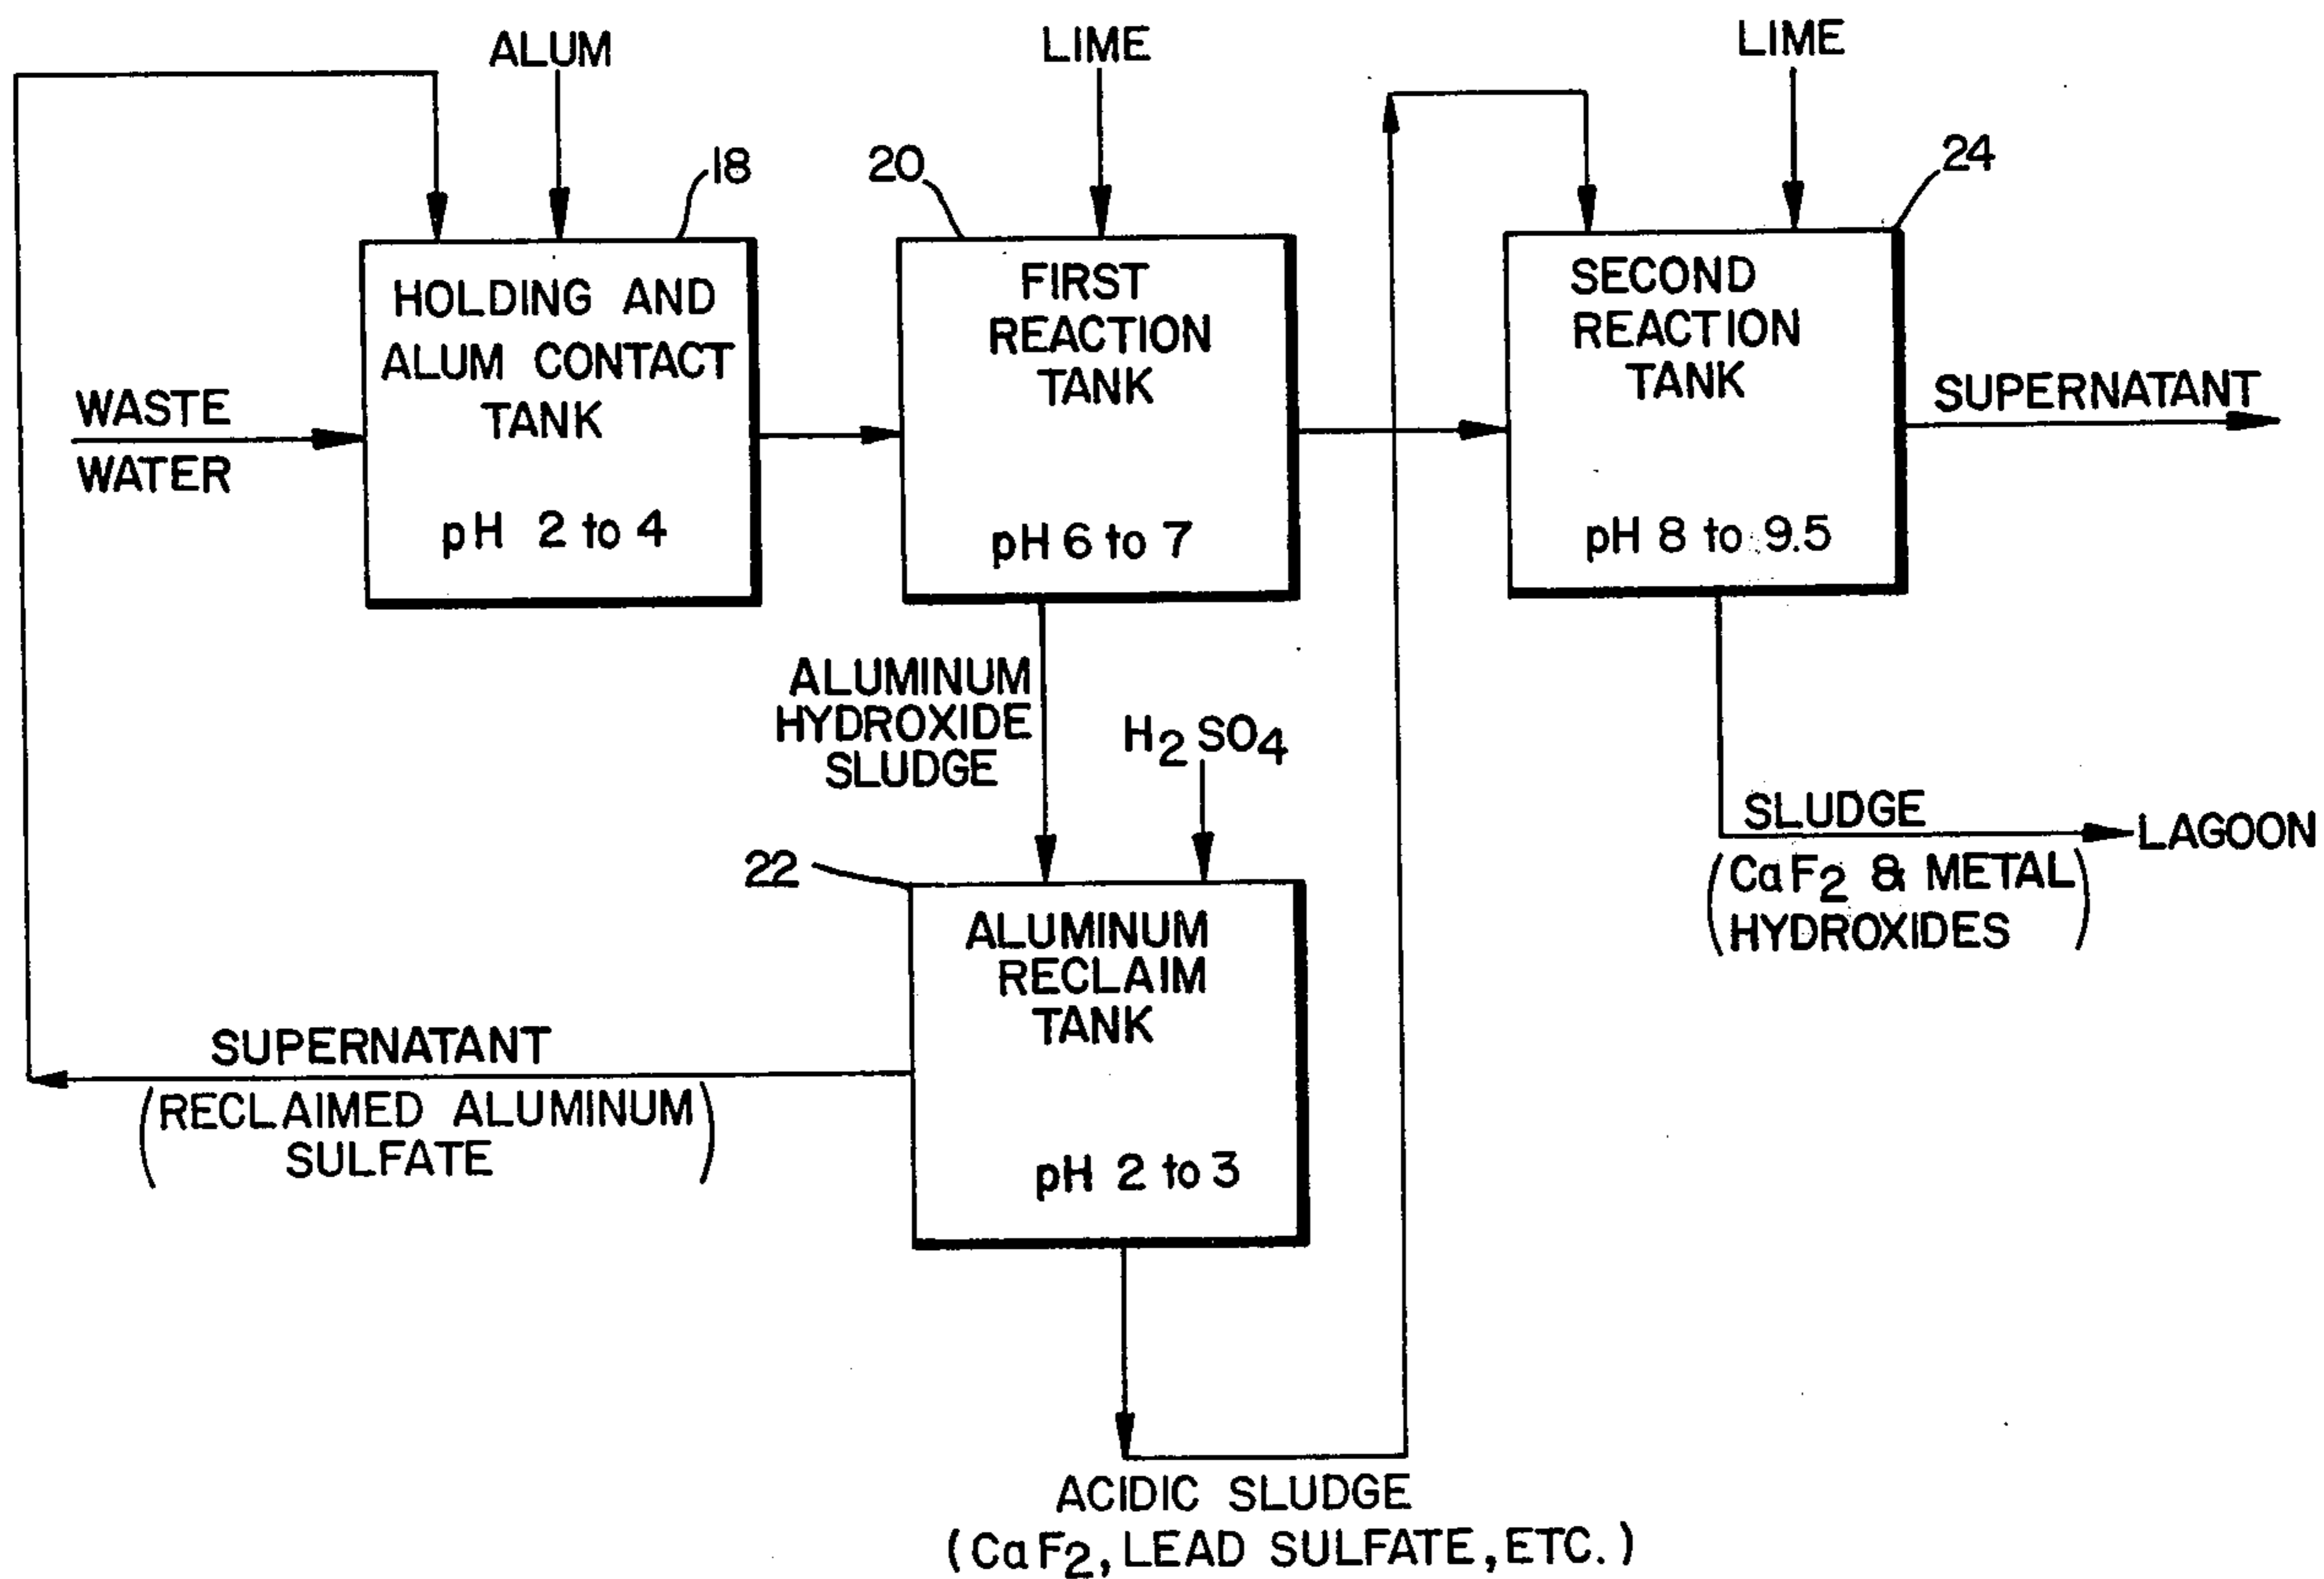 ALUM
LIME
LIME
18
20
24
HOLDING AND
ALUM CONTACT
TANK
pH 2 to 4
FIRST
REACTION
TANK
pH 6 to 7
SECOND
REACTION
TANK
pH 8 to 9.5
WASTE
WATER
SUPERNATANT
ALUMINUM
HYDROXIDE
SLUDGE
H2SO4
SLUDGE
(CaF2 & METAL
HYDROXIDES)
LAGOON
22
ALUMINUM
RECLAIM
TANK
pH 2 to 3
SUPERNATANT
(RECLAIMED ALUMINUM
SULFATE)
ACIDIC SLUDGE
(CaF2, LEAD SULFATE, ETC.)